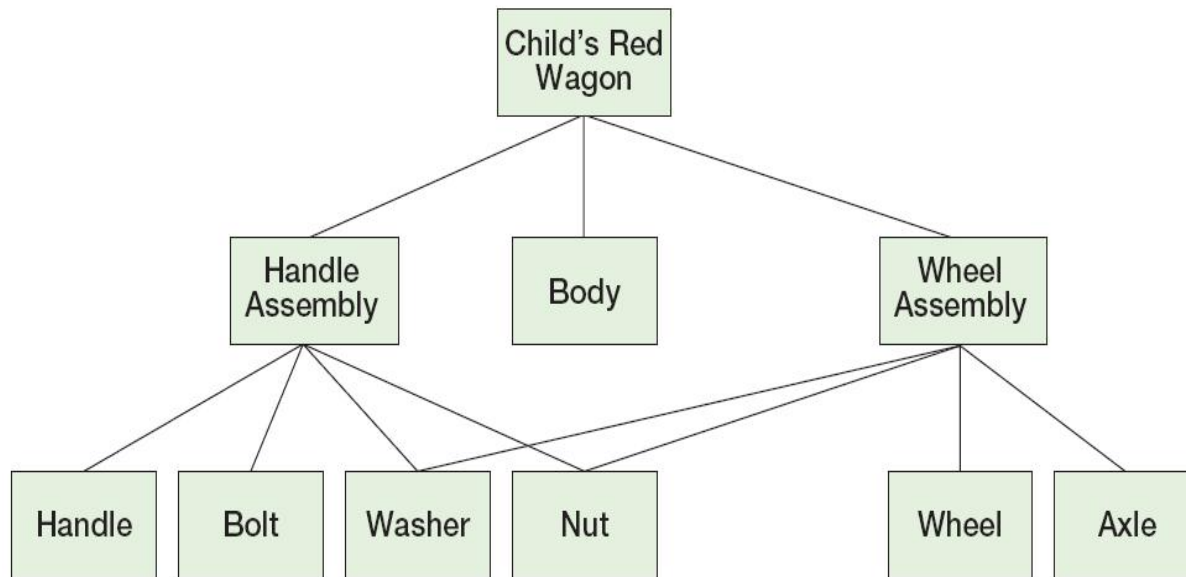 Child's Red
Wagon
Handle
Assembly
Body
Wheel
Assembly
Handle
Bolt
Washer
Nut
Wheel
Axle